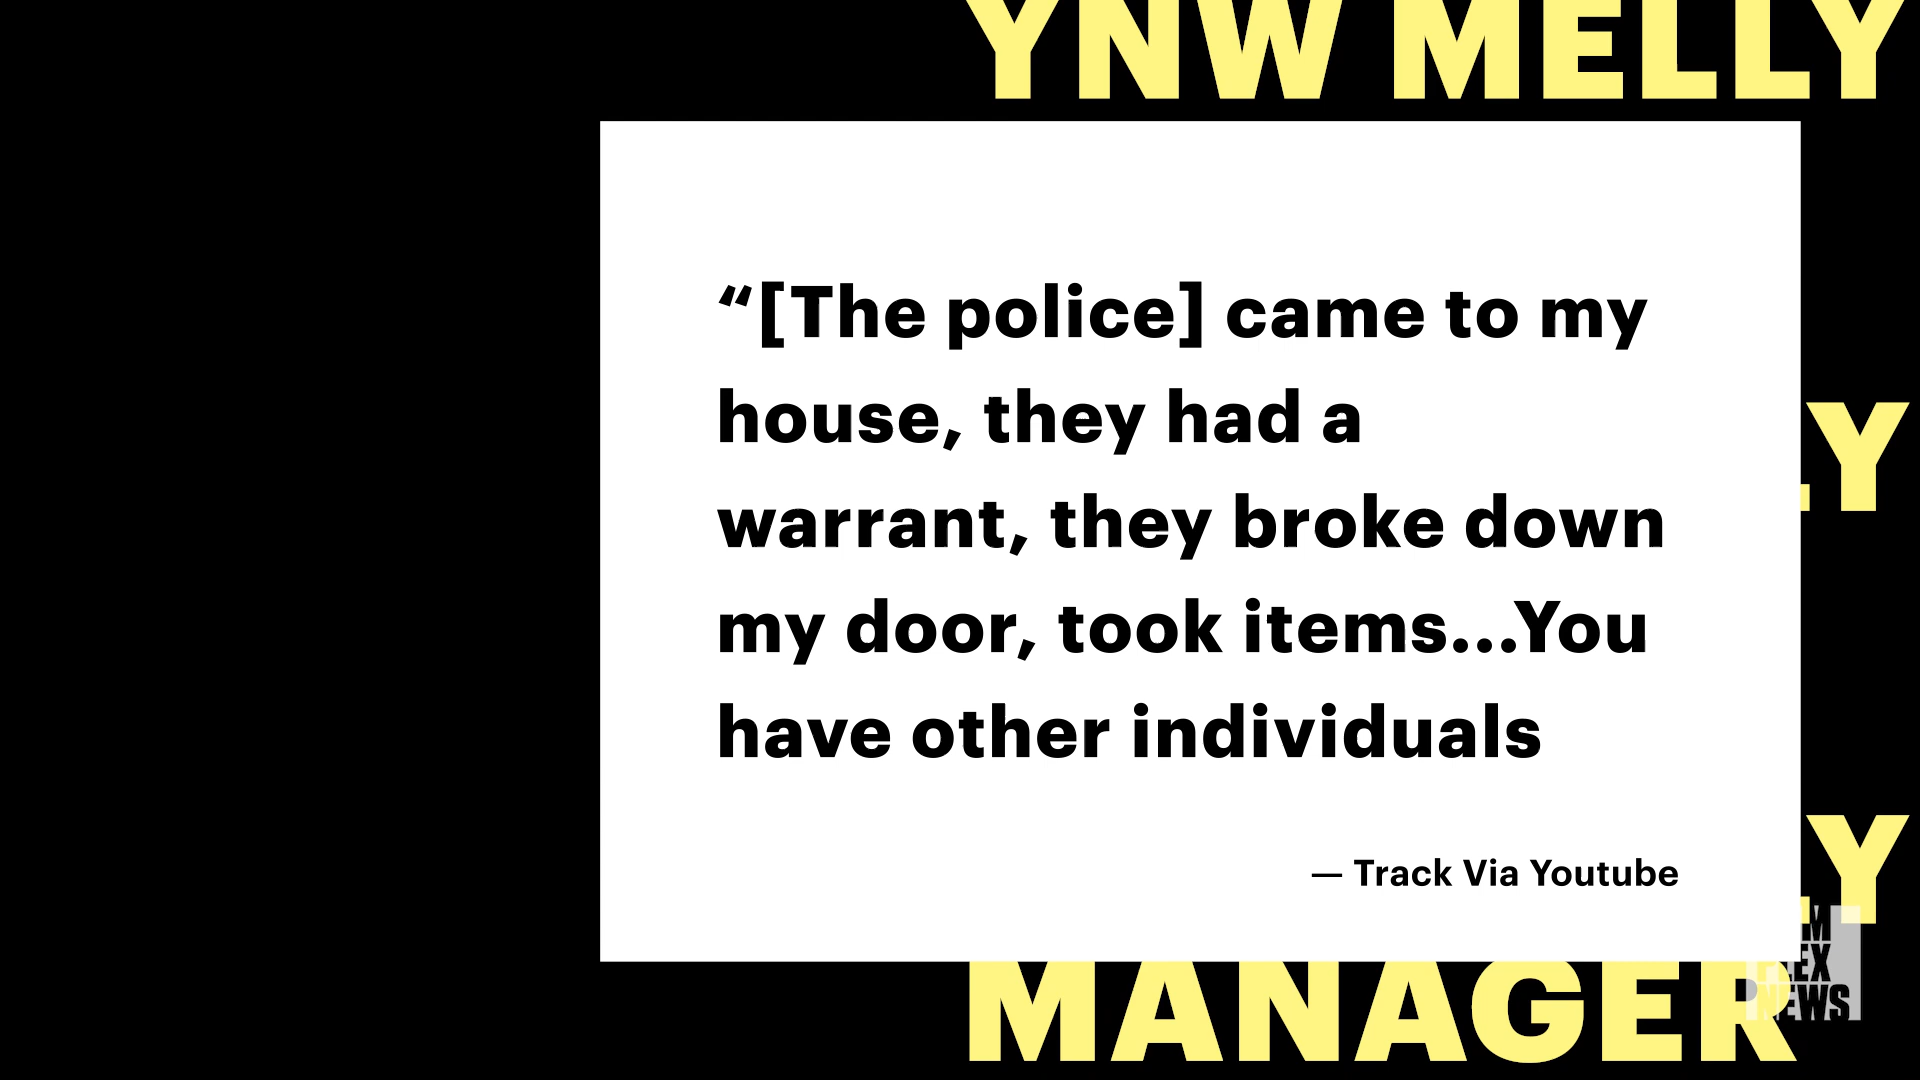 YNW MELLY
“[The police] came to my
house, they had a
warrant, they broke down
my door, took items...You
have other individuals
— Track Via Youtube
MANAGER
NEWS